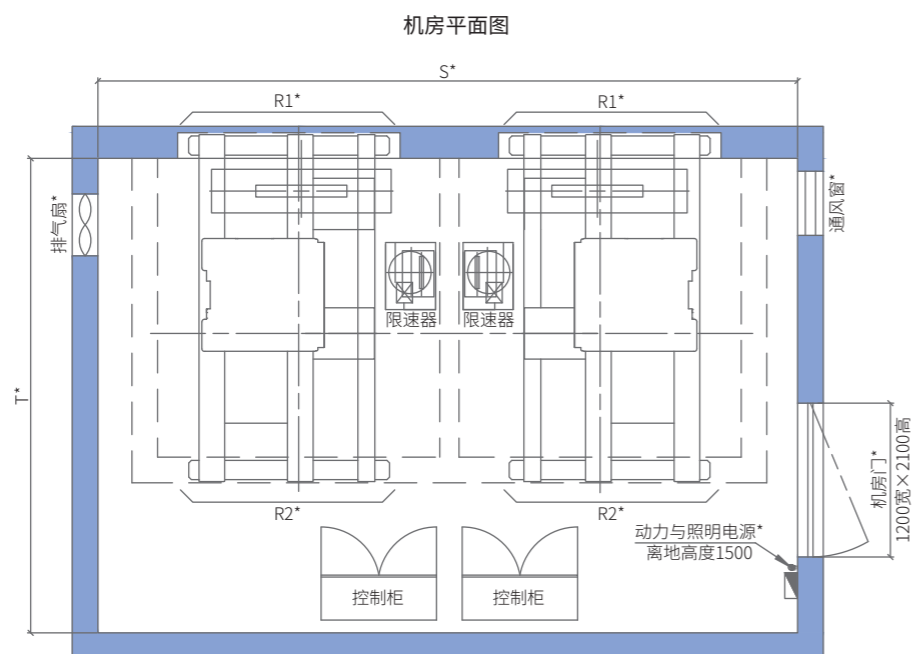 机房平面图
S*
R1*
R1*
排气扇*
通风窗*
限速器
限速器
T*
机房门*
1200宽×2100高
R2*
R2*
动力与照明电源*
离地高度1500
控制柜
控制柜